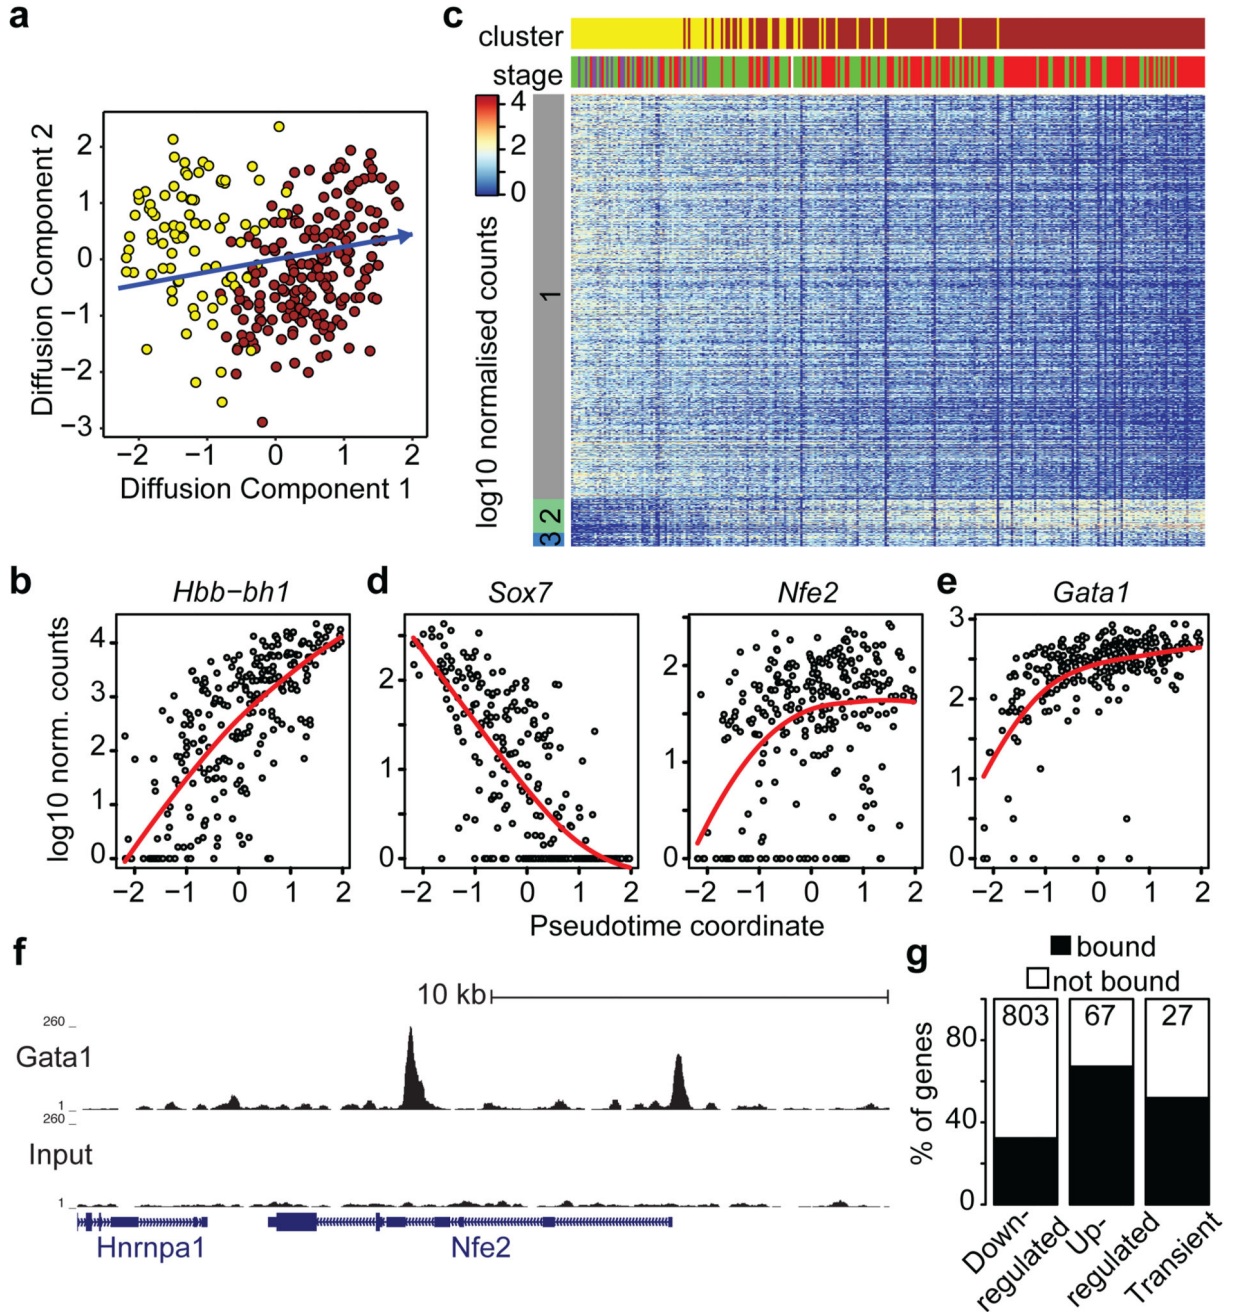 a
Diffusion Component 2
2
1
0
−1
−2
−3
−2 −1 0 1 2
Diffusion Component 1
c
cluster
stage
4
2
0
log10 normalised counts
1
2
3
b
Hbb−bh1
log10 norm. counts
4
3
2
1
0
−2 −1 0 1 2
d
Sox7
2
1
0
−2 −1 0 1 2
Nfe2
2
1
0
−2 −1 0 1 2
e
Gata1
3
2
1
0
−2 −1 0 1 2
Pseudotime coordinate
f
10 kb
260
Gata1
1
260
Input
1
Hnrnpa1 Nfe2
g
bound
not bound
% of genes
80
40
0
803 67 27
Down-
regulated
Up-
regulated
Transient